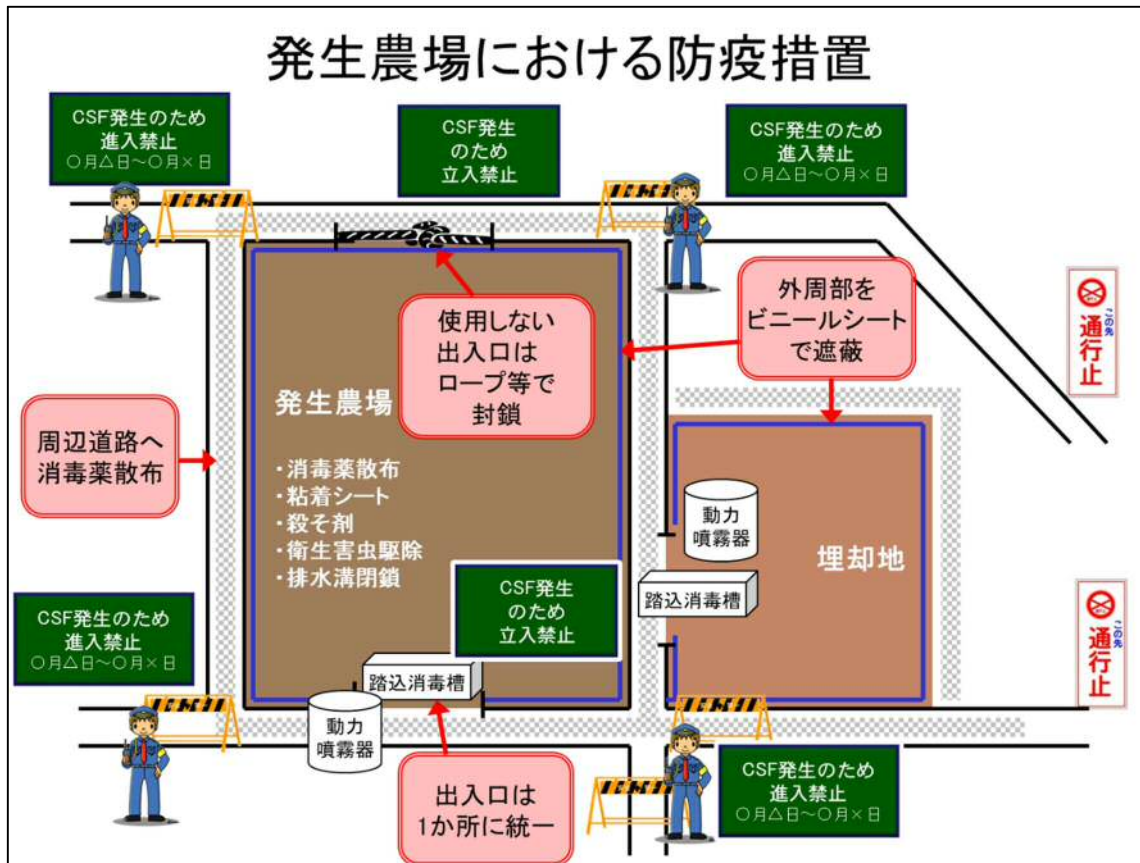 発生農場における防疫措置
CSF発生のため
進入禁止
○月△日～○月×日
CSF発生
のため
立入禁止
CSF発生のため
進入禁止
○月△日～○月×日
使用しない
出入口は
ロープ等で
封鎖
外周部を
ビニールシート
で遮蔽
この先
通行止
周辺道路へ
消毒薬散布
発生農場
・消毒薬散布
・粘着シート
・殺そ剤
・衛生害虫駆除
・排水溝閉鎖
動力
噴霧器
埋却地
踏込消毒槽
CSF発生
のため
立入禁止
CSF発生のため
進入禁止
○月△日～○月×日
この先
通行止
踏込消毒槽
動力
噴霧器
出入口は
1か所に統一
CSF発生のため
進入禁止
○月△日～○月×日